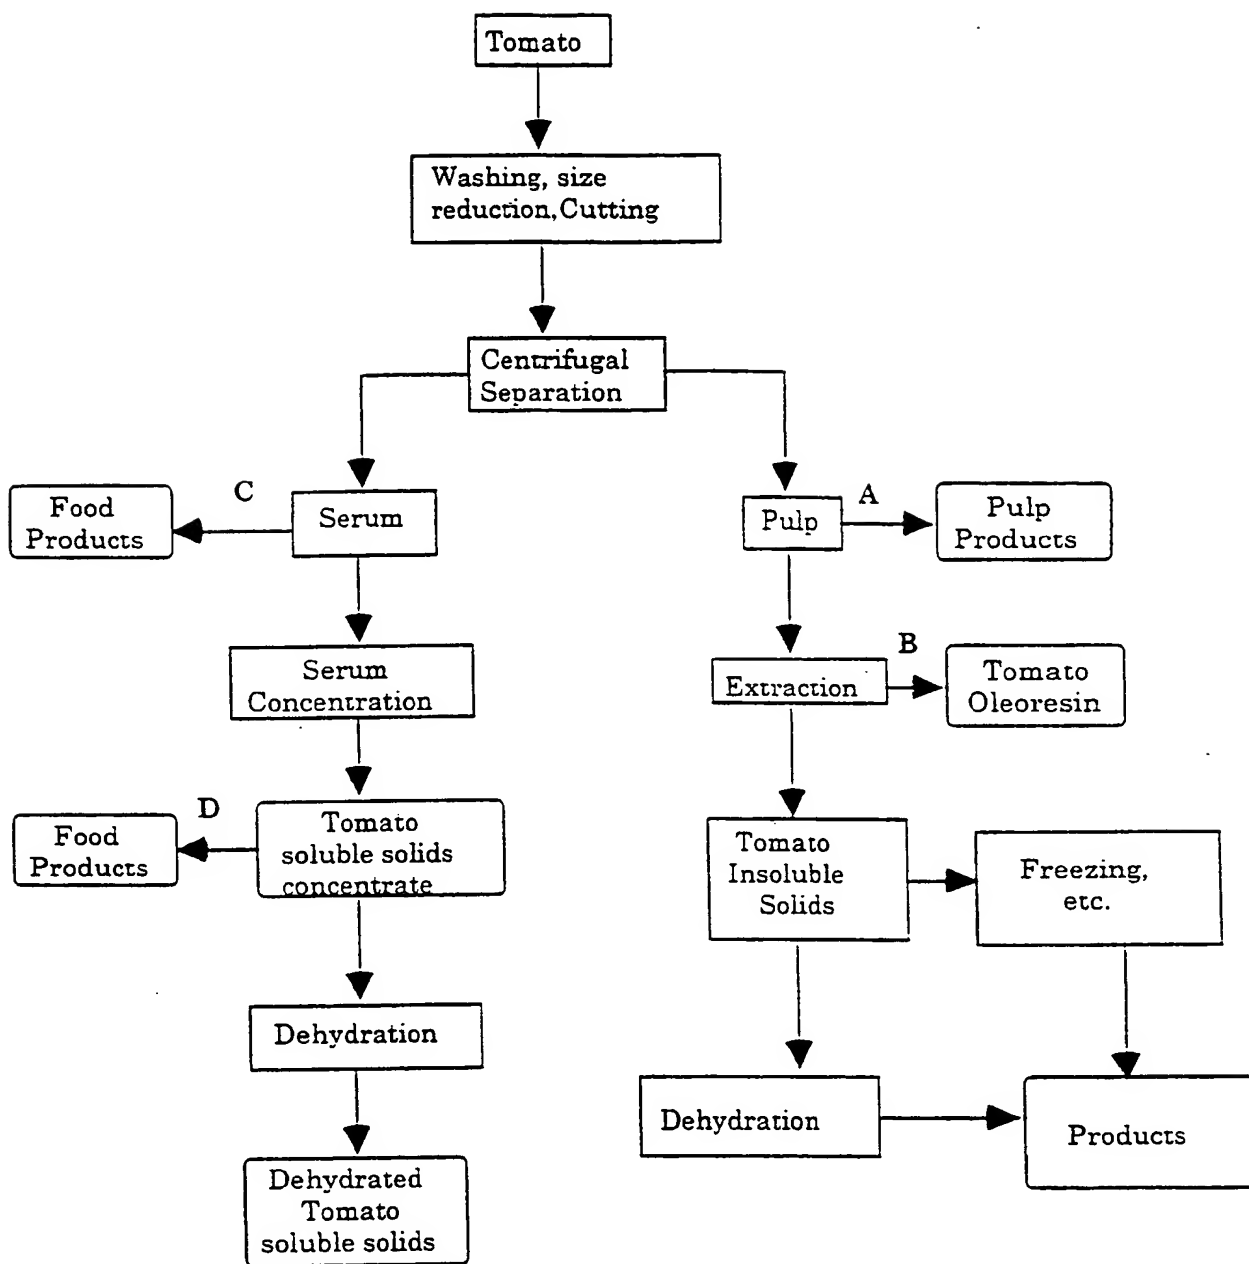 Tomato
Washing, size
reduction, Cutting
Centrifugal
Separation
Food
Products
C
Serum
Pulp
A
Pulp
Products
Serum
Concentration
Extraction
B
Tomato
Oleoresin
Food
Products
D
Tomato
soluble solids
concentrate
Tomato
Insoluble
Solids
Freezing,
etc.
Dehydration
Dehydration
Products
Dehydrated
Tomato
soluble solids